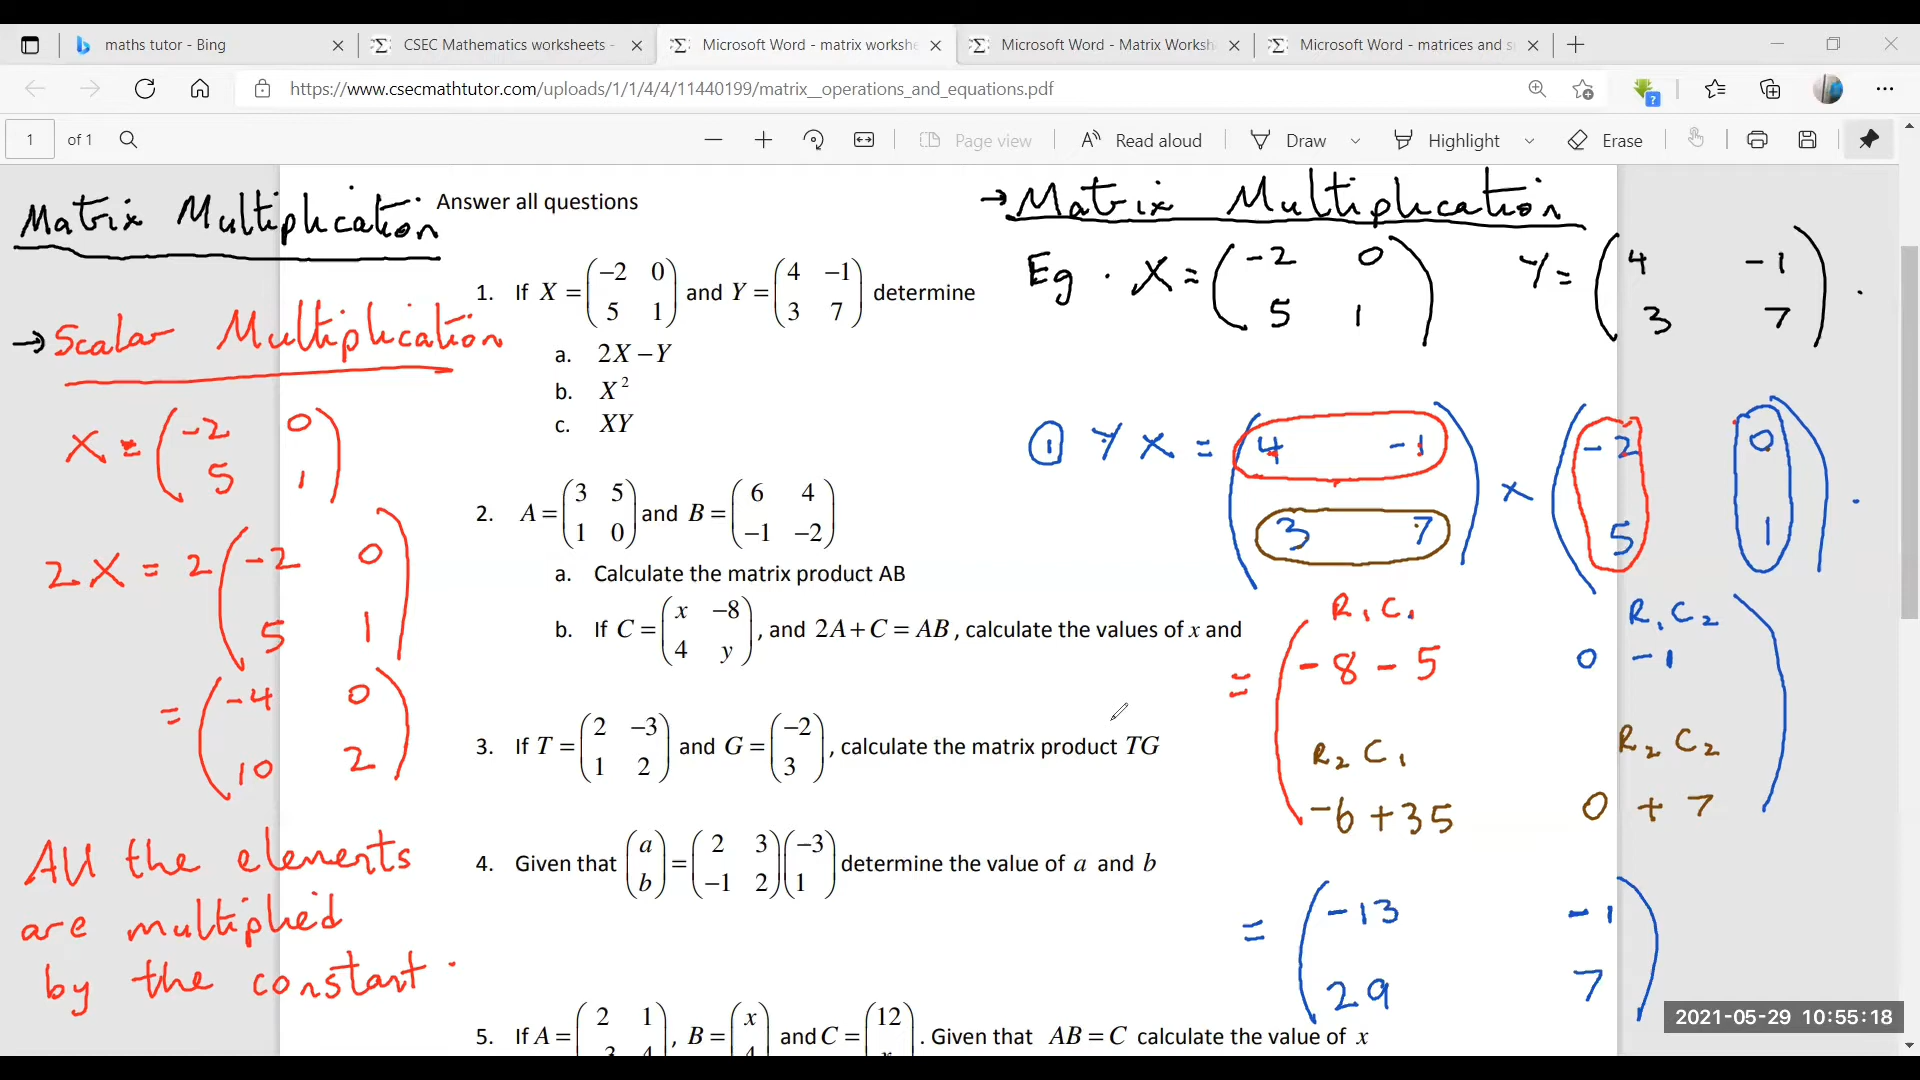 maths tutor - Bing
CSEC Mathematics worksheets -
Microsoft Word - matrix workshe
Microsoft Word - Matrix Worksh
Microsoft Word - matrices and s
https://www.csecmathtutor.com/uploads/1/1/4/4/11440199/matrix__operations_and_equations.pdf
1 of 1
Page view
Read aloud
Draw
Highlight
Erase
Matrix Multiplication
→ Scalar Multiplication
X = (-2 0
5 1)
2X = 2 (-2 0
5 1)
= (-4 0
10 2)
All the elements
are multiplied
by the constant.
Answer all questions
1. If X = (−2 0
5 1) and Y = (4 −1
3 7) determine
a. 2X − Y
b. X²
c. XY
2. A = (3 5
1 0) and B = (6 4
−1 −2)
a. Calculate the matrix product AB
b. If C = (x −8
4 y), and 2A + C = AB, calculate the values of x and
3. If T = (2 −3
1 2) and G = (−2
3), calculate the matrix product TG
4. Given that (a
b) = (2 3
−1 2)(−3
1) determine the value of a and b
5. If A = (2 1
, B = (x
and C = (12
. Given that AB = C calculate the value of x
→ Matrix Multiplication
Eg. X = (-2 0
5 1) Y = (4 -1
3 7).
① Y X = (4 -1
3 7) × (-2 0
5 1).
R₁C₁ R₁C₂
= (-8 - 5 0 -1
R₂C₁ R₂C₂
-6 + 35 0 + 7)
= (-13 -1
29 7)
2021-05-29 10:55:18